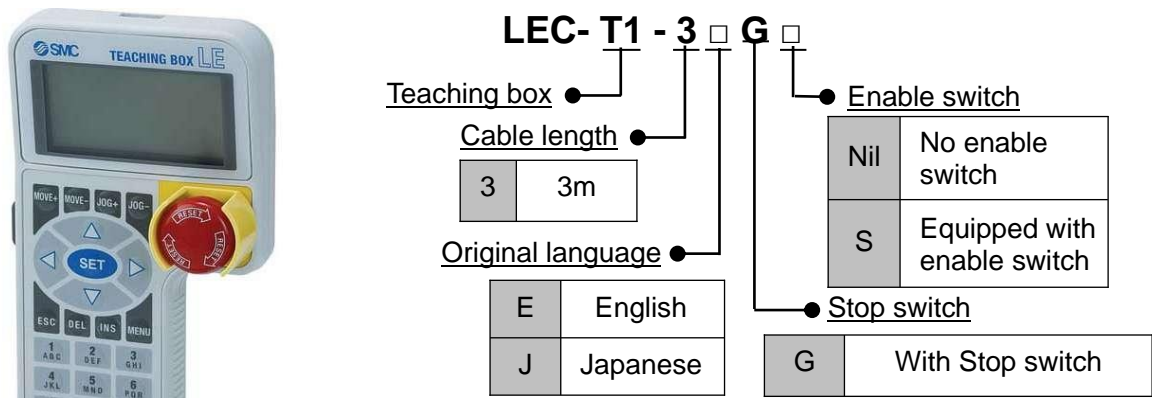 SMC TEACHING BOX LE
MOVE+ MOVE- JOG+ JOG-
RESET RESET RESET
SET
ESC DEL INS MENU
1 2 3
ABC DEF GHI
4 5 6
JKL MNO PQR
LEC- T1 - 3 □ G □
Teaching box
Cable length
3 3m
Original language
E English
J Japanese
Enable switch
Nil No enable
switch
S Equipped with
enable switch
Stop switch
G With Stop switch